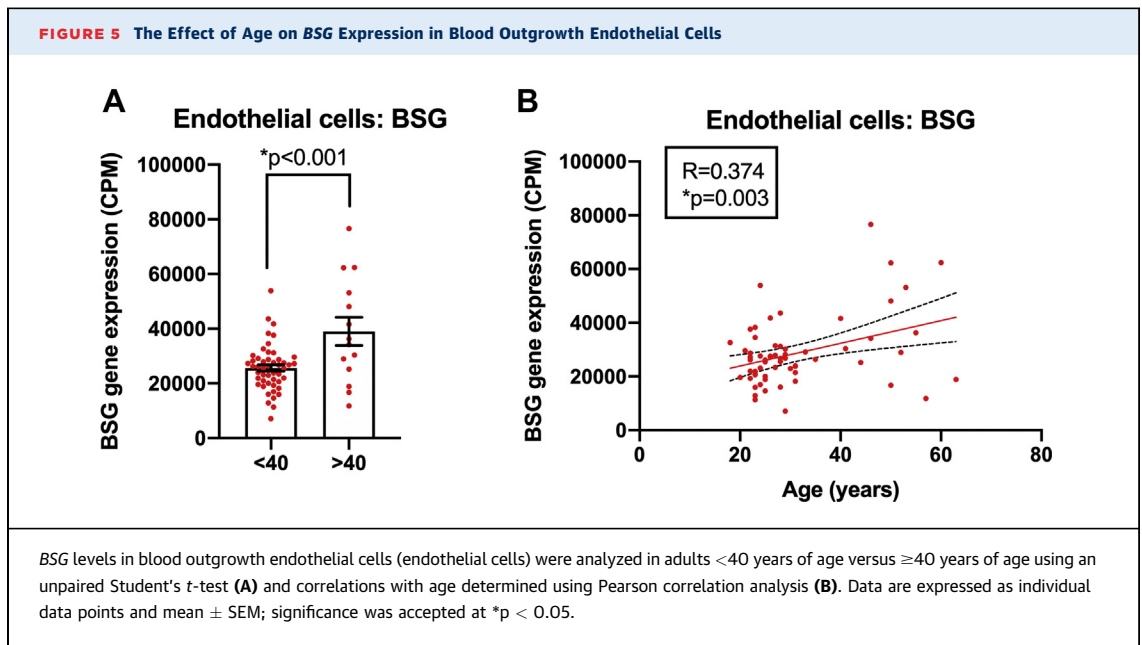 FIGURE 5 The Effect of Age on BSG Expression in Blood Outgrowth Endothelial Cells
A
Endothelial cells: BSG
*p<0.001
BSG gene expression (CPM)
100000
80000
60000
40000
20000
0
<40
>40
B
Endothelial cells: BSG
R=0.374
*p=0.003
BSG gene expression (CPM)
100000
80000
60000
40000
20000
0
0
20
40
60
80
Age (years)
BSG levels in blood outgrowth endothelial cells (endothelial cells) were analyzed in adults <40 years of age versus ≥40 years of age using an
unpaired Student's t-test (A) and correlations with age determined using Pearson correlation analysis (B). Data are expressed as individual
data points and mean ± SEM; significance was accepted at *p < 0.05.